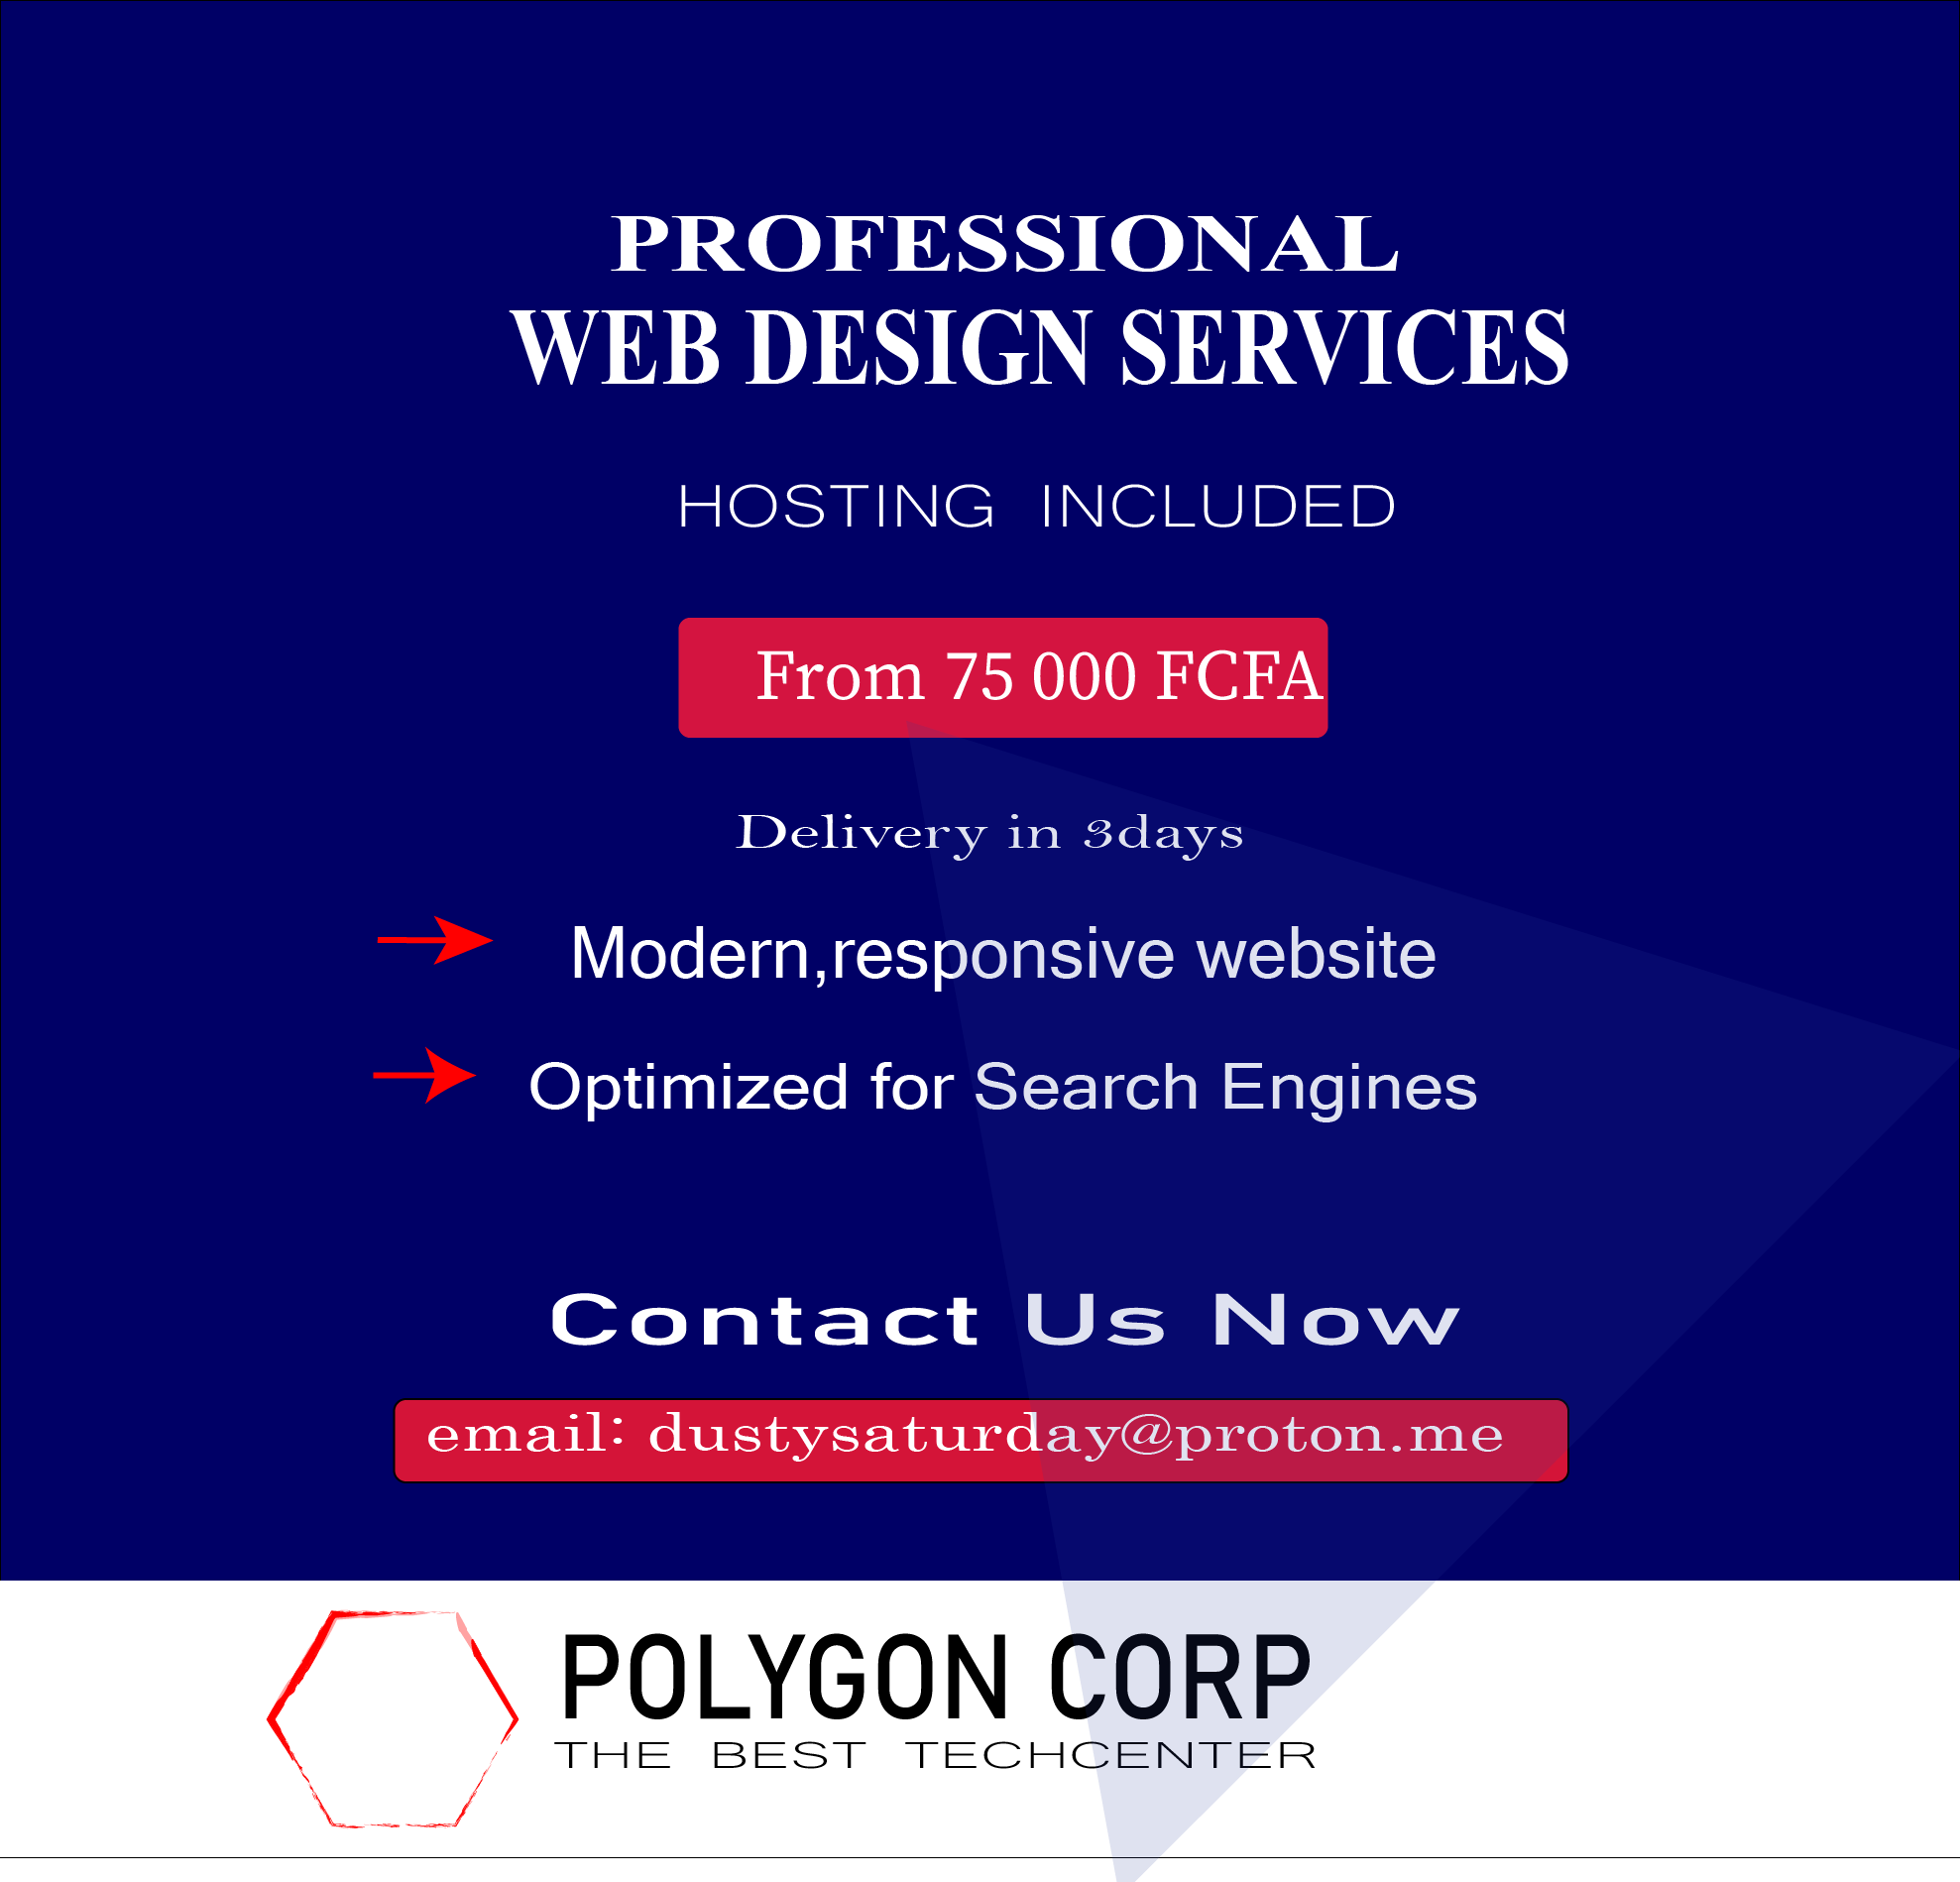 PROFESSIONAL
WEB DESIGN SERVICES
HOSTING INCLUDED
From 75 000 FCFA
Delivery in 3days
Modern,responsive website
Optimized for Search Engines
Contact Us Now
email: dustysaturday@proton.me
POLYGON CORP
THE BEST TECHCENTER